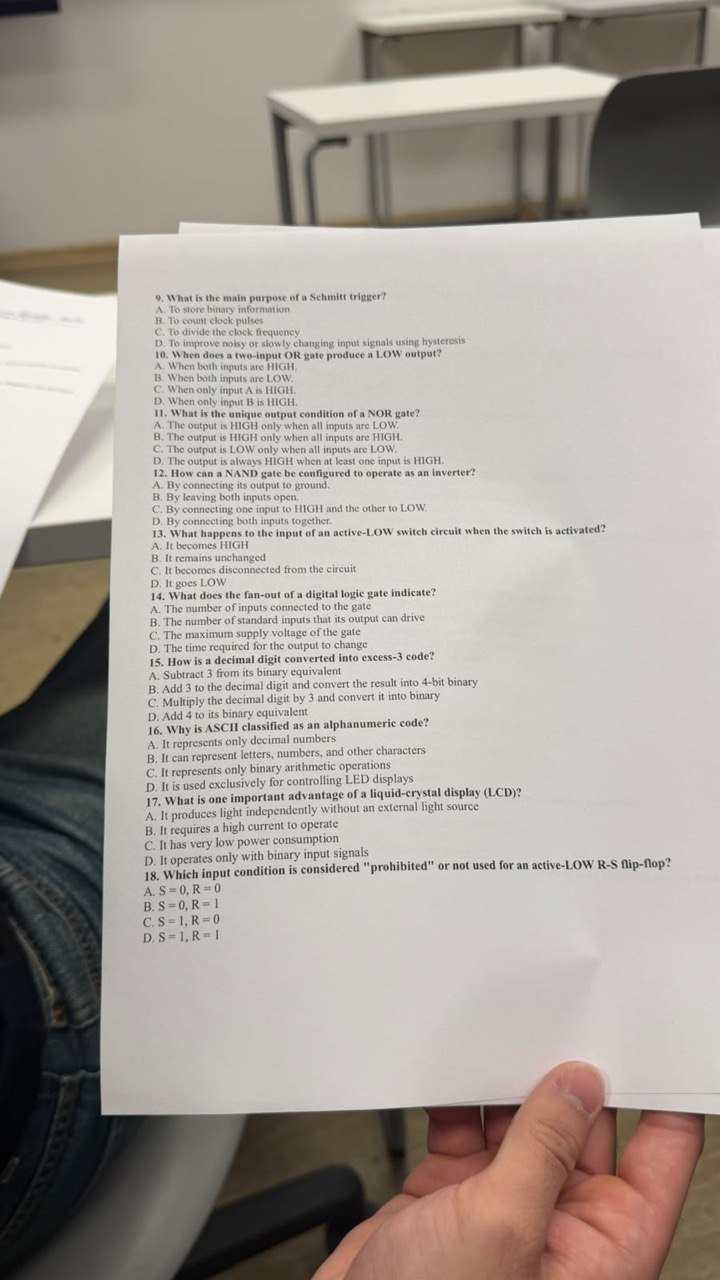 9. What is the main purpose of a Schmitt trigger?
A. To store binary information
B. To count clock pulses
C. To divide the clock frequency
D. To improve noisy or slowly changing input signals using hysteresis
10. When does a two-input OR gate produce a LOW output?
A. When both inputs are HIGH.
B. When both inputs are LOW.
C. When only input A is HIGH.
D. When only input B is HIGH.
11. What is the unique output condition of a NOR gate?
A. The output is HIGH only when all inputs are LOW.
B. The output is HIGH only when all inputs are HIGH.
C. The output is LOW only when all inputs are LOW.
D. The output is always HIGH when at least one input is HIGH.
12. How can a NAND gate be configured to operate as an inverter?
A. By connecting its output to ground.
B. By leaving both inputs open.
C. By connecting one input to HIGH and the other to LOW.
D. By connecting both inputs together.
13. What happens to the input of an active-LOW switch circuit when the switch is activated?
A. It becomes HIGH
B. It remains unchanged
C. It becomes disconnected from the circuit
D. It goes LOW
14. What does the fan-out of a digital logic gate indicate?
A. The number of inputs connected to the gate
B. The number of standard inputs that its output can drive
C. The maximum supply voltage of the gate
D. The time required for the output to change
15. How is a decimal digit converted into excess-3 code?
A. Subtract 3 from its binary equivalent
B. Add 3 to the decimal digit and convert the result into 4-bit binary
C. Multiply the decimal digit by 3 and convert it into binary
D. Add 4 to its binary equivalent
16. Why is ASCII classified as an alphanumeric code?
A. It represents only decimal numbers
B. It can represent letters, numbers, and other characters
C. It represents only binary arithmetic operations
D. It is used exclusively for controlling LED displays
17. What is one important advantage of a liquid-crystal display (LCD)?
A. It produces light independently without an external light source
B. It requires a high current to operate
C. It has very low power consumption
D. It operates only with binary input signals
18. Which input condition is considered "prohibited" or not used for an active-LOW R-S flip-flop?
A. S = 0, R = 0
B. S = 0, R = 1
C. S = 1, R = 0
D. S = 1, R = 1